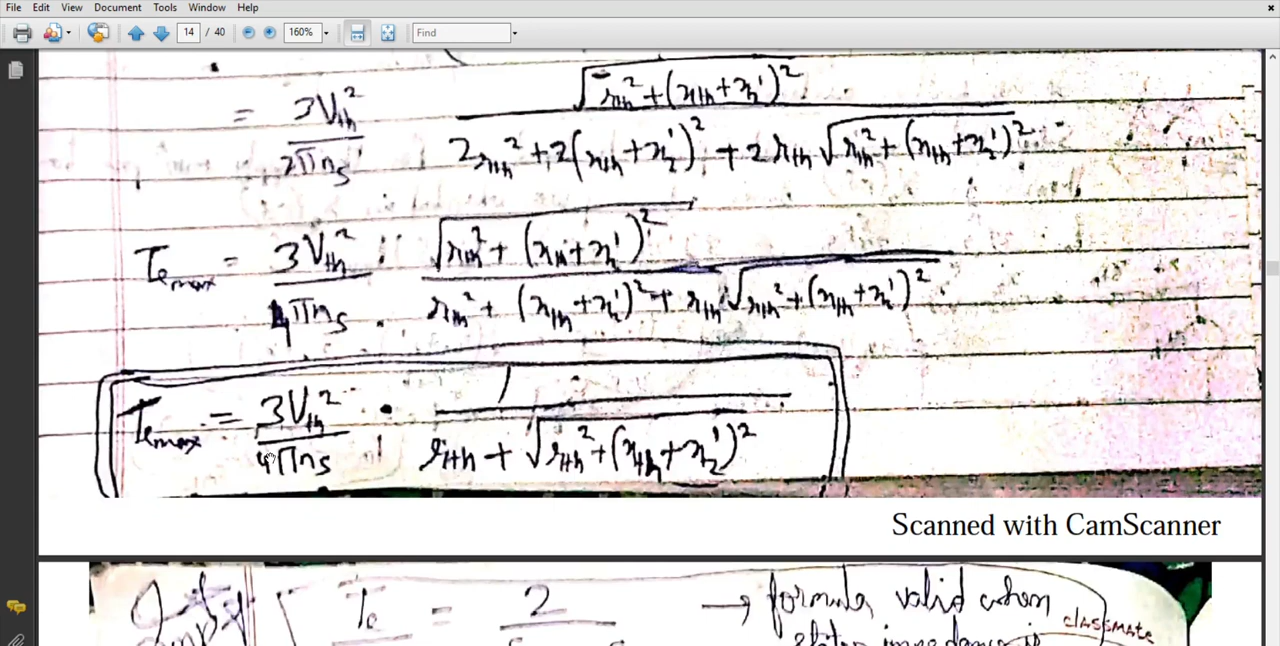 File Edit View Document Tools Window Help
14 / 40 160% Find
= 3V_th² / 2πn_s √(r_th² + (x_th + x_2')²) / (2r_th² + 2(x_th + x_2')² + 2r_th √(r_th² + (x_th + x_2')²))
T_emax = 3V_th² / 4πn_s · √(r_th² + (x_th + x_2')²) / (r_th² + (x_th + x_2')² + r_th √(r_th² + (x_th + x_2')²))
T_emax = 3V_th² / 4πn_s · 1 / (r_th + √(r_th² + (x_th + x_2')²))
Scanned with CamScanner
T_e = 2 → formula valid when
classmate